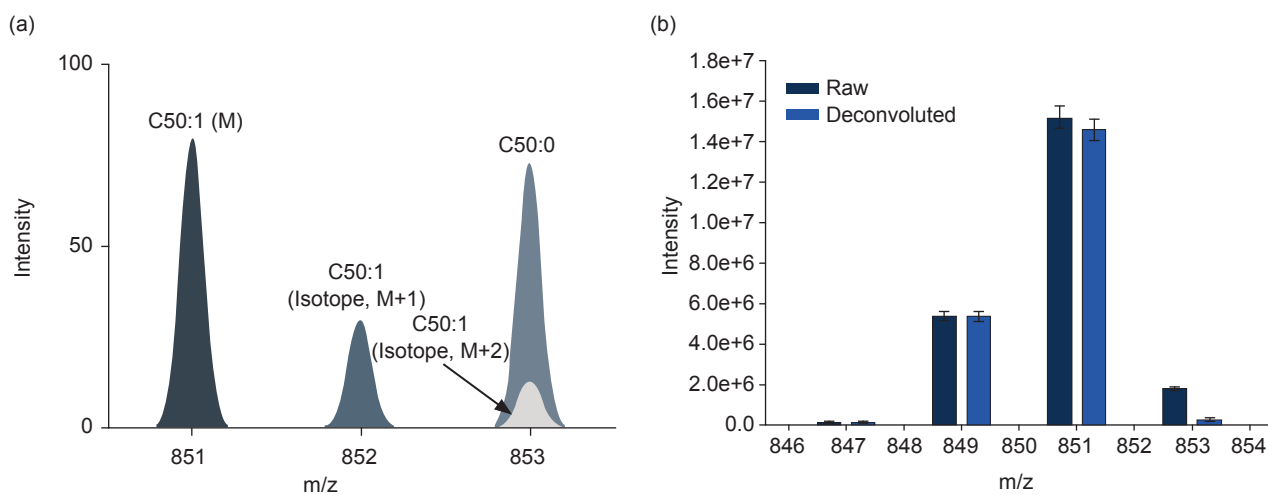 (a)
100
50
0
Intensity
C50:1 (M)
C50:1
(Isotope, M+1)
C50:1
(Isotope, M+2)
C50:0
851
852
853
m/z
(b)
1.8e+7
1.6e+7
1.4e+7
1.2e+7
1.0e+7
8.0e+6
6.0e+6
4.0e+6
2.0e+6
0.0
Intensity
Raw
Deconvoluted
846
847
848
849
850
851
852
853
854
m/z